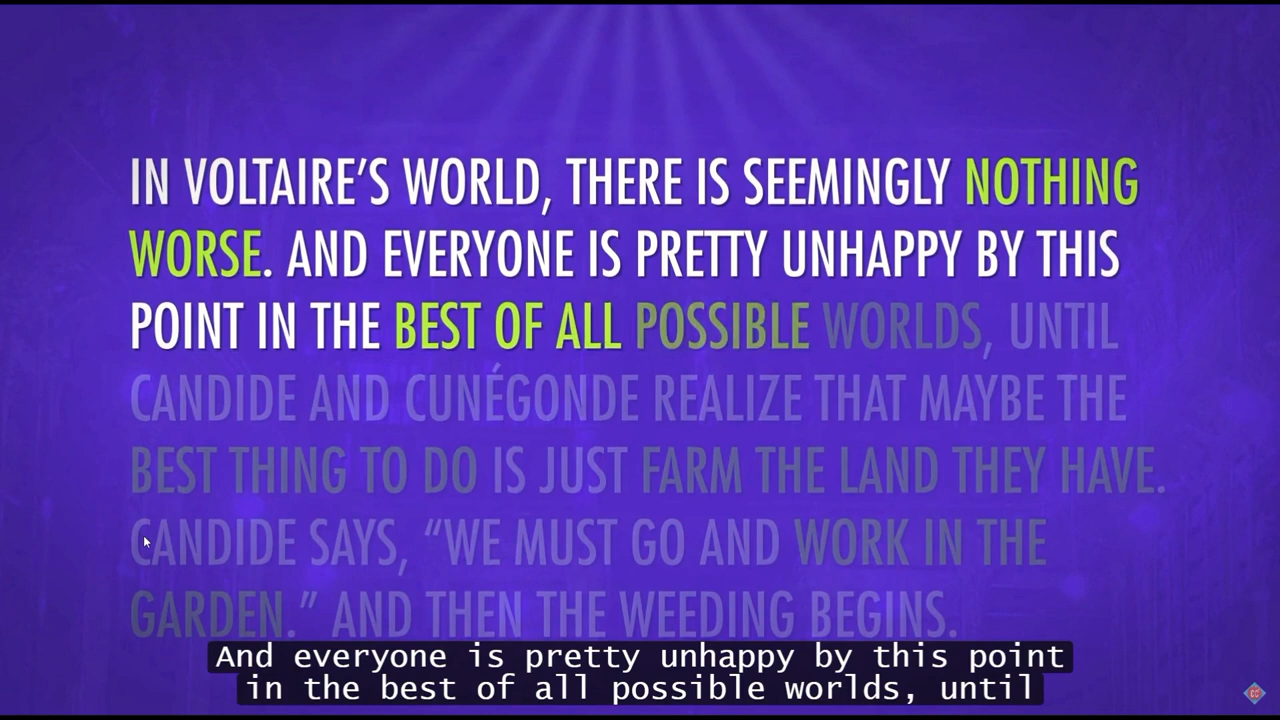 IN VOLTAIRE'S WORLD, THERE IS SEEMINGLY NOTHING
WORSE. AND EVERYONE IS PRETTY UNHAPPY BY THIS
POINT IN THE BEST OF ALL POSSIBLE WORLDS, UNTIL
CANDIDE AND CUNÉGONDE REALIZE THAT MAYBE THE
BEST THING TO DO IS JUST FARM THE LAND THEY HAVE.
CANDIDE SAYS, “WE MUST GO AND WORK IN THE
GARDEN.” AND THEN THE WEEDING BEGINS.
And everyone is pretty unhappy by this point
in the best of all possible worlds, until
CC